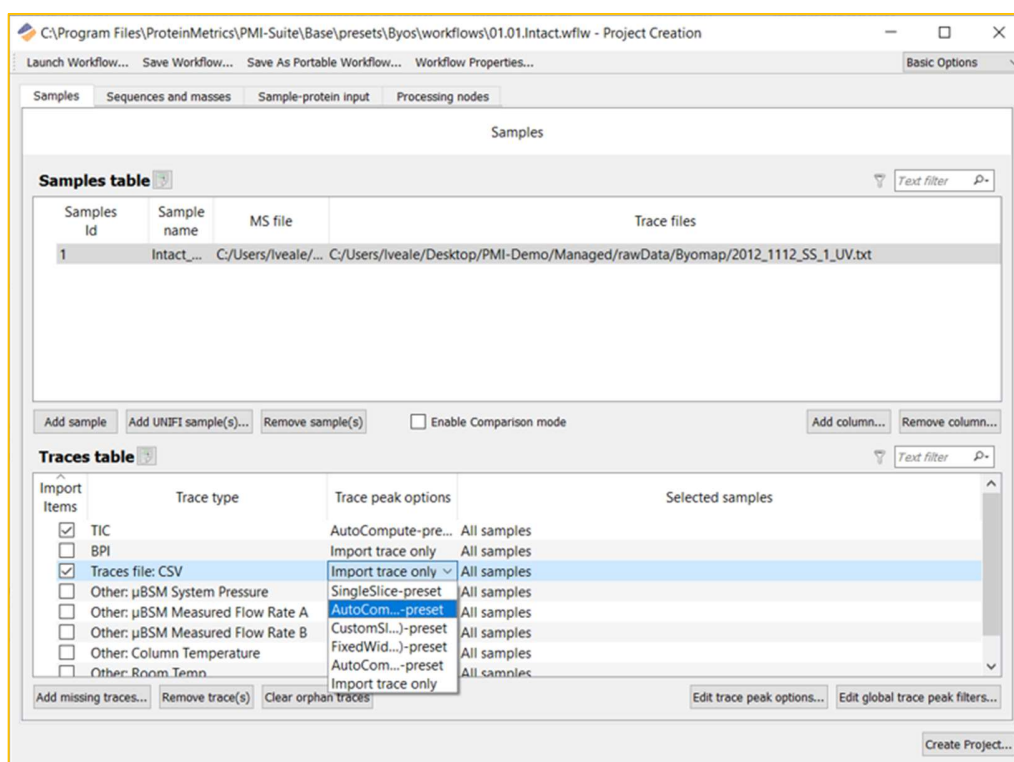 C:\Program Files\ProteinMetrics\PMI-Suite\Base\presets\Byos\workflows\01.01.Intact.wflw - Project Creation
Launch Workflow... Save Workflow... Save As Portable Workflow... Workflow Properties... Basic Options
Samples Sequences and masses Sample-protein input Processing nodes
Samples
Samples table Text filter
Samples Id Sample name MS file Trace files
1 Intact_... C:/Users/lveale/... C:/Users/lveale/Desktop/PMI-Demo/Managed/rawData/Byomap/2012_1112_SS_1_UV.txt
Add sample Add UNIFI sample(s)... Remove sample(s) Enable Comparison mode Add column... Remove column...
Traces table Text filter
Import Items Trace type Trace peak options Selected samples
TIC AutoCompute-pre... All samples
BPI Import trace only All samples
Traces file: CSV Import trace only All samples
Other: µBSM System Pressure SingleSlice-preset All samples
Other: µBSM Measured Flow Rate A AutoCom...-preset All samples
Other: µBSM Measured Flow Rate B CustomSl...)-preset All samples
Other: Column Temperature FixedWid...)-preset All samples
Other: Room Temp AutoCom...-preset All samples
Import trace only
Add missing traces... Remove trace(s) Clear orphan traces Edit trace peak options... Edit global trace peak filters...
Create Project...